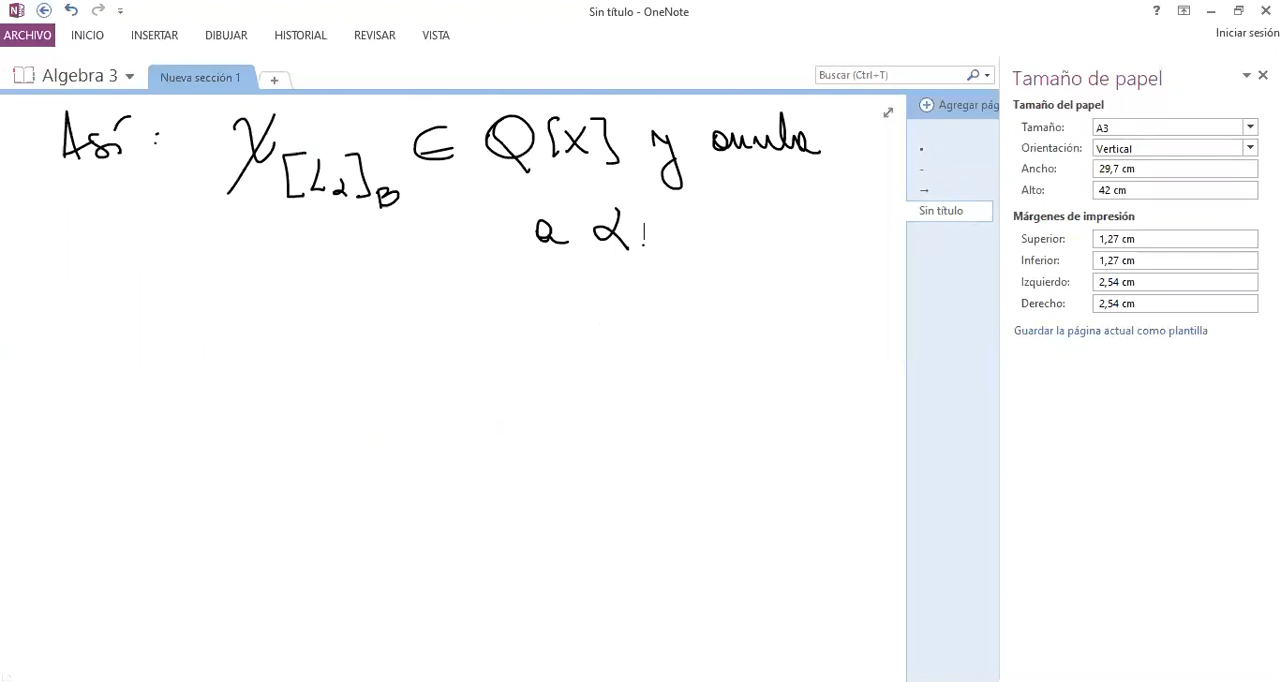 Sin título - OneNote
?
ARCHIVO INICIO INSERTAR DIBUJAR HISTORIAL REVISAR VISTA
Iniciar sesión
Algebra 3
Nueva sección 1
+
Buscar (Ctrl+T)
Así: χ_{[L_α]_B} ∈ Q[X] y anula
a α!
Agregar pág
.
-
→
Sin título
Tamaño de papel
Tamaño del papel
Tamaño: A3
Orientación: Vertical
Ancho: 29,7 cm
Alto: 42 cm
Márgenes de impresión
Superior: 1,27 cm
Inferior: 1,27 cm
Izquierdo: 2,54 cm
Derecho: 2,54 cm
Guardar la página actual como plantilla